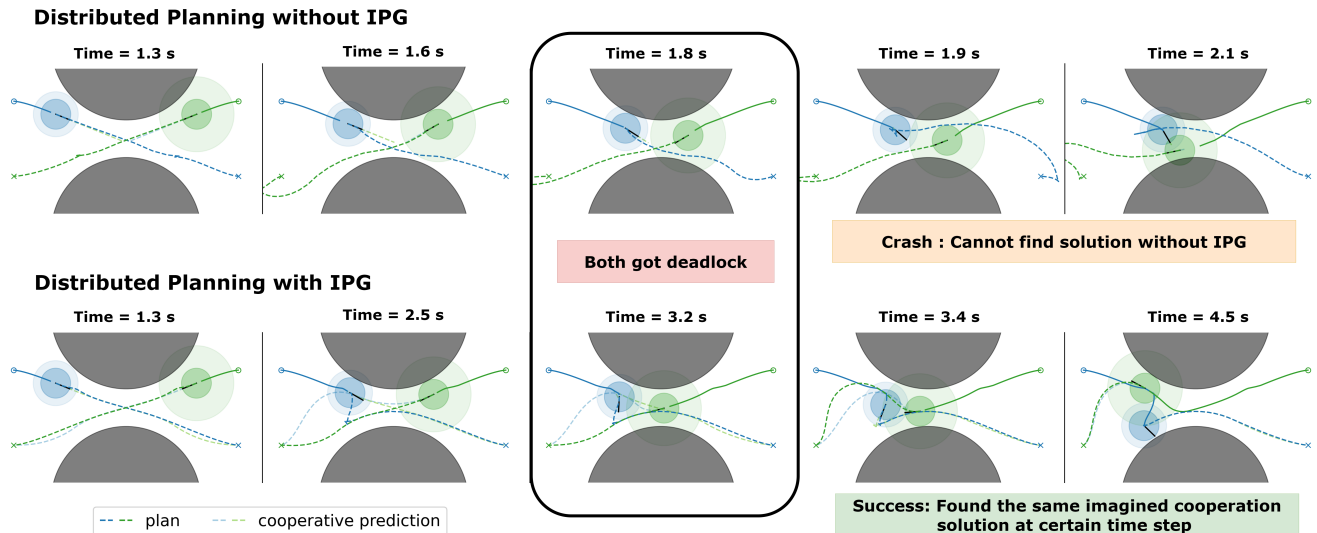 Distributed Planning without IPG
Time = 1.3 s
Time = 1.6 s
Time = 1.8 s
Time = 1.9 s
Time = 2.1 s
Crash : Cannot find solution without IPG
Both got deadlock
Distributed Planning with IPG
Time = 1.3 s
Time = 2.5 s
Time = 3.2 s
Time = 3.4 s
Time = 4.5 s
Success: Found the same imagined cooperation
solution at certain time step
plan
cooperative prediction